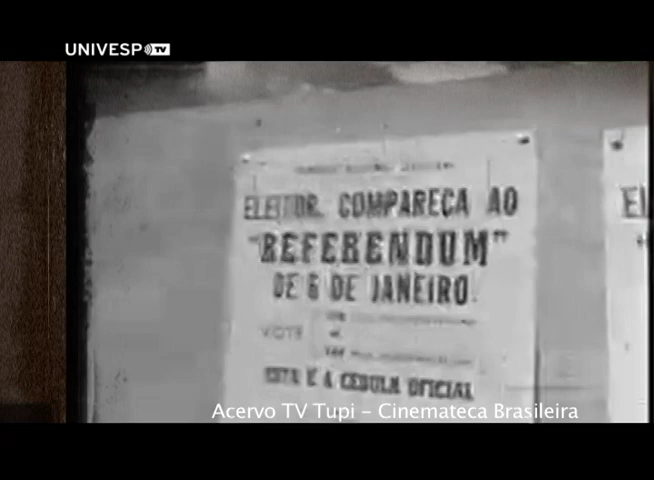 UNIVESP TV
ELEITOR. COMPAREÇA AO
"REFERENDUM"
DE 6 DE JANEIRO.
VOTE
ESTA É A CÉDULA OFICIAL
EL
Acervo TV Tupi - Cinemateca Brasileira